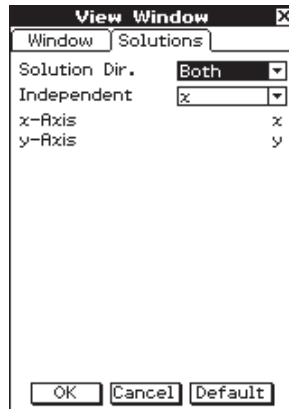 View Window X
Window Solutions
Solution Dir. Both
Independent x
x-Axis x
y-Axis y
OK Cancel Default